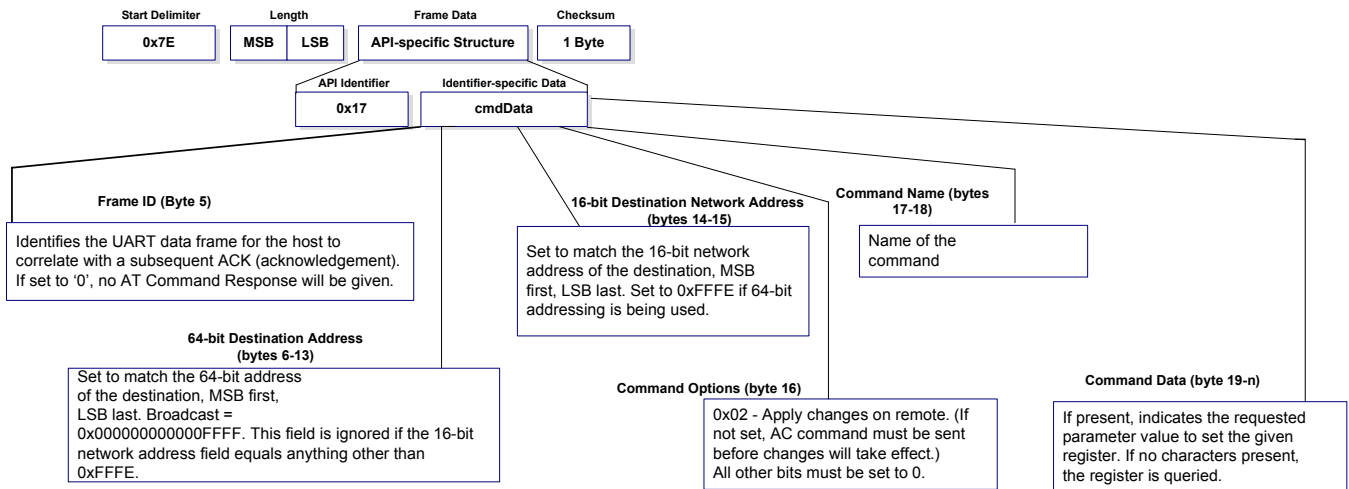 Start Delimiter
Length
Frame Data
Checksum
0x7E
MSB
LSB
API-specific Structure
1 Byte
API Identifier
Identifier-specific Data
0x17
cmdData
Frame ID (Byte 5)
Identifies the UART data frame for the host to
correlate with a subsequent ACK (acknowledgement).
If set to ‘0’, no AT Command Response will be given.
16-bit Destination Network Address
(bytes 14-15)
Set to match the 16-bit network
address of the destination, MSB
first, LSB last. Set to 0xFFFE if 64-bit
addressing is being used.
Command Name (bytes
17-18)
Name of the
command
64-bit Destination Address
(bytes 6-13)
Set to match the 64-bit address
of the destination, MSB first,
LSB last. Broadcast =
0x000000000000FFFF. This field is ignored if the 16-bit
network address field equals anything other than
0xFFFE.
Command Options (byte 16)
0x02 - Apply changes on remote. (If
not set, AC command must be sent
before changes will take effect.)
All other bits must be set to 0.
Command Data (byte 19-n)
If present, indicates the requested
parameter value to set the given
register. If no characters present,
the register is queried.